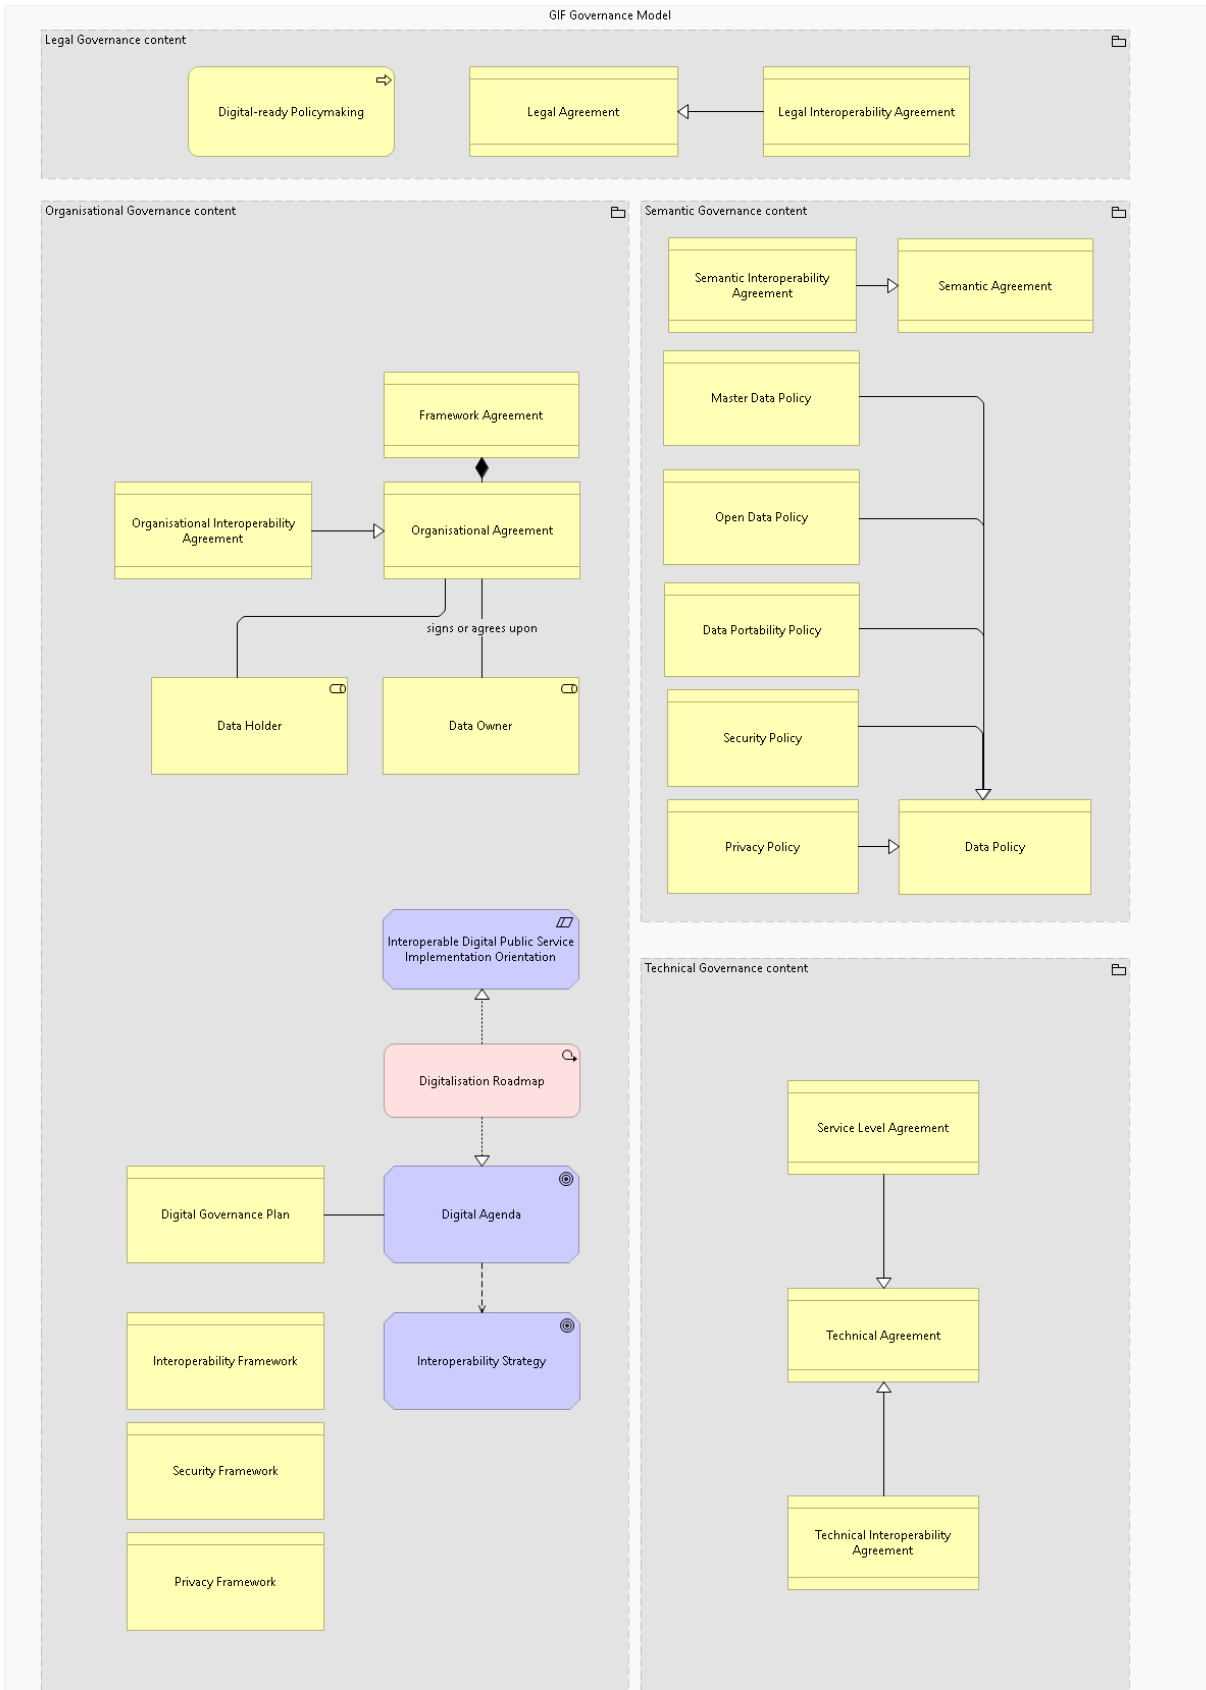 GIF Governance Model
Legal Governance content
Digital-ready Policymaking
Legal Agreement
Legal Interoperability Agreement
Organisational Governance content
Framework Agreement
Organisational Interoperability
Agreement
Organisational Agreement
signs or agrees upon
Data Holder
Data Owner
Interoperable Digital Public Service
Implementation Orientation
Digitalisation Roadmap
Digital Governance Plan
Digital Agenda
Interoperability Framework
Interoperability Strategy
Security Framework
Privacy Framework
Semantic Governance content
Semantic Interoperability
Agreement
Semantic Agreement
Master Data Policy
Open Data Policy
Data Portability Policy
Security Policy
Privacy Policy
Data Policy
Technical Governance content
Service Level Agreement
Technical Agreement
Technical Interoperability
Agreement